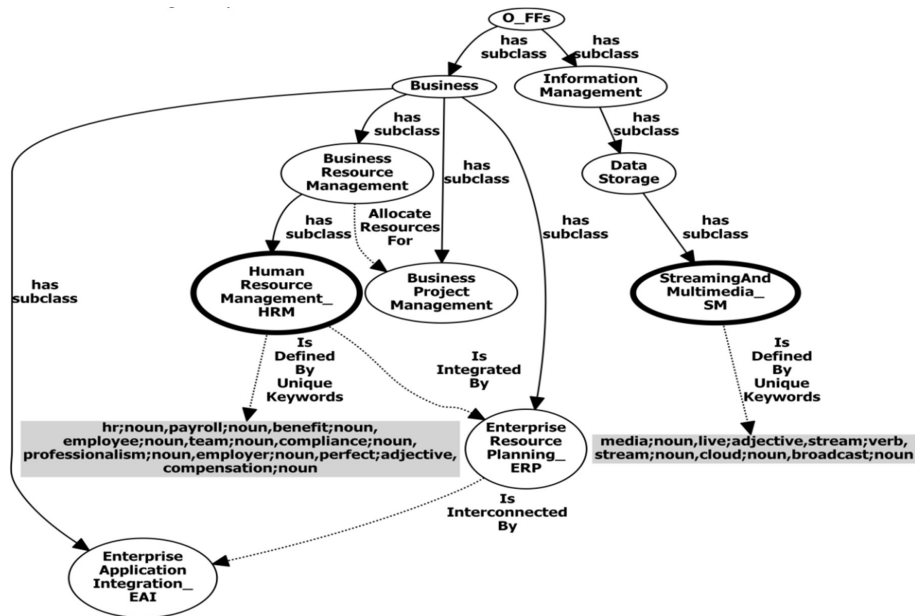 O_FFs
has
subclass
has
subclass
Business
Information
Management
has
subclass
has
subclass
Business
Resource
Management
has
subclass
Data
Storage
has
subclass
Allocate
Resources
For
has
subclass
has
subclass
has
subclass
Human
Resource
Management_
HRM
Business
Project
Management
StreamingAnd
Multimedia_
SM
Is
Defined
By
Unique
Keywords
Is
Integrated
By
Is
Defined
By
Unique
Keywords
hr;noun,payroll;noun,benefit;noun,
employee;noun,team;noun,compliance;noun,
professionalism;noun,employer;noun,perfect;adjective,
compensation;noun
Enterprise
Resource
Planning_
ERP
media;noun,live;adjective,stream;verb,
stream;noun,cloud;noun,broadcast;noun
Is
Interconnected
By
Enterprise
Application
Integration_
EAI